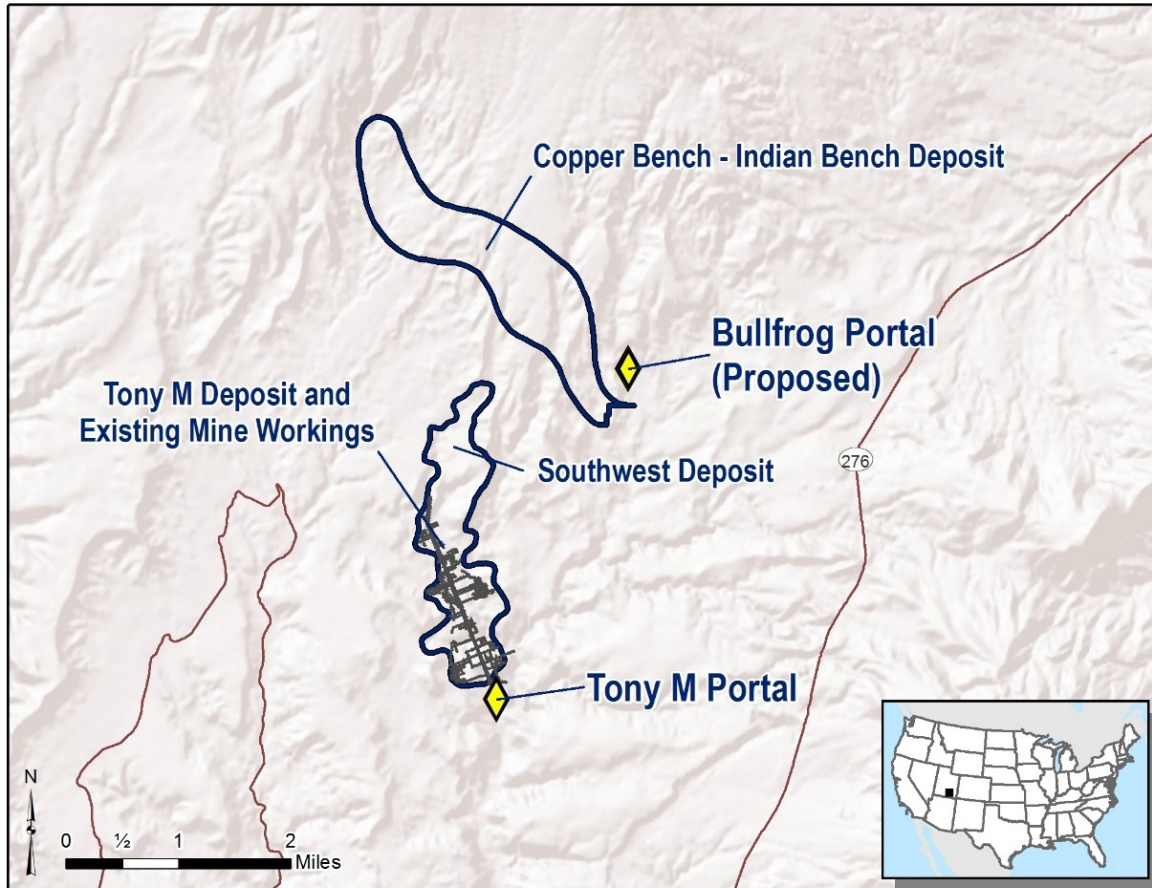 Copper Bench - Indian Bench Deposit
Bullfrog Portal
(Proposed)
Tony M Deposit and
Existing Mine Workings
Southwest Deposit
276
Tony M Portal
N
0 ½ 1 2
Miles